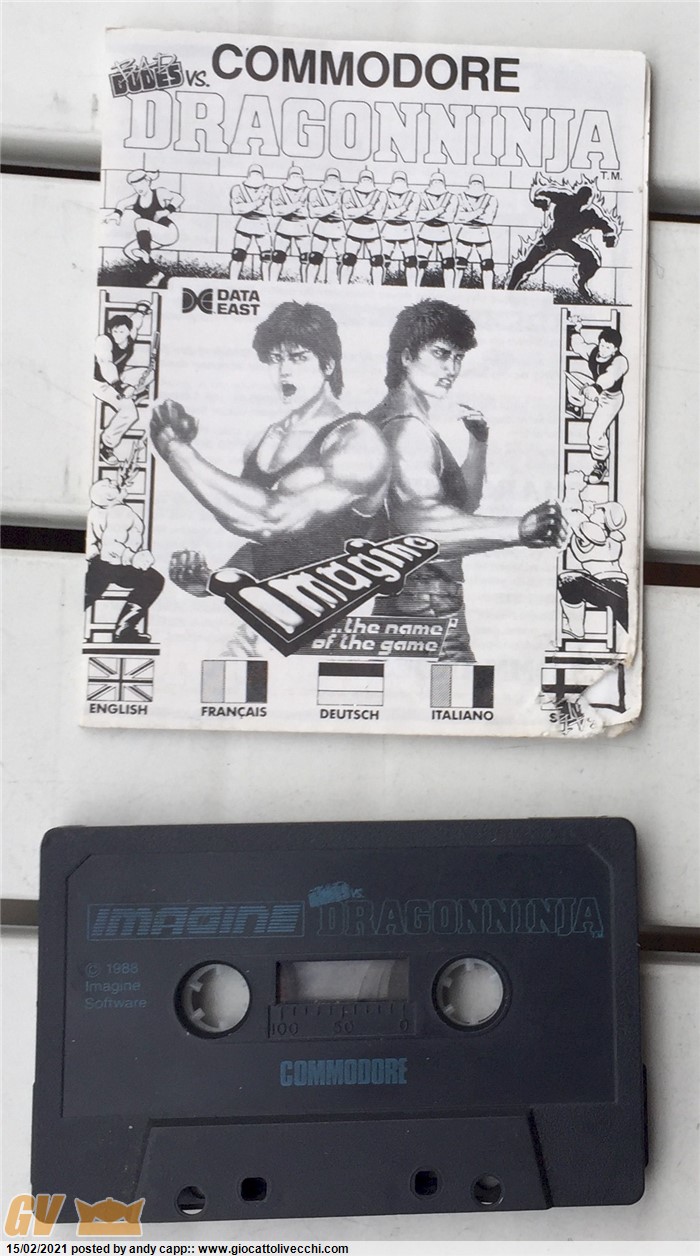 BAD DUDES VS. COMMODORE
DRAGONNINJA
T.M.
DATA
EAST
imagine
...the name
of the game
ENGLISH
FRANÇAIS
DEUTSCH
ITALIANO
IMAGINE BAD DUDES VS. DRAGONNINJA
© 1988
Imagine
Software
100 50 0
COMMODORE
GV
15/02/2021 posted by andy capp:: www.giocattolivecchi.com